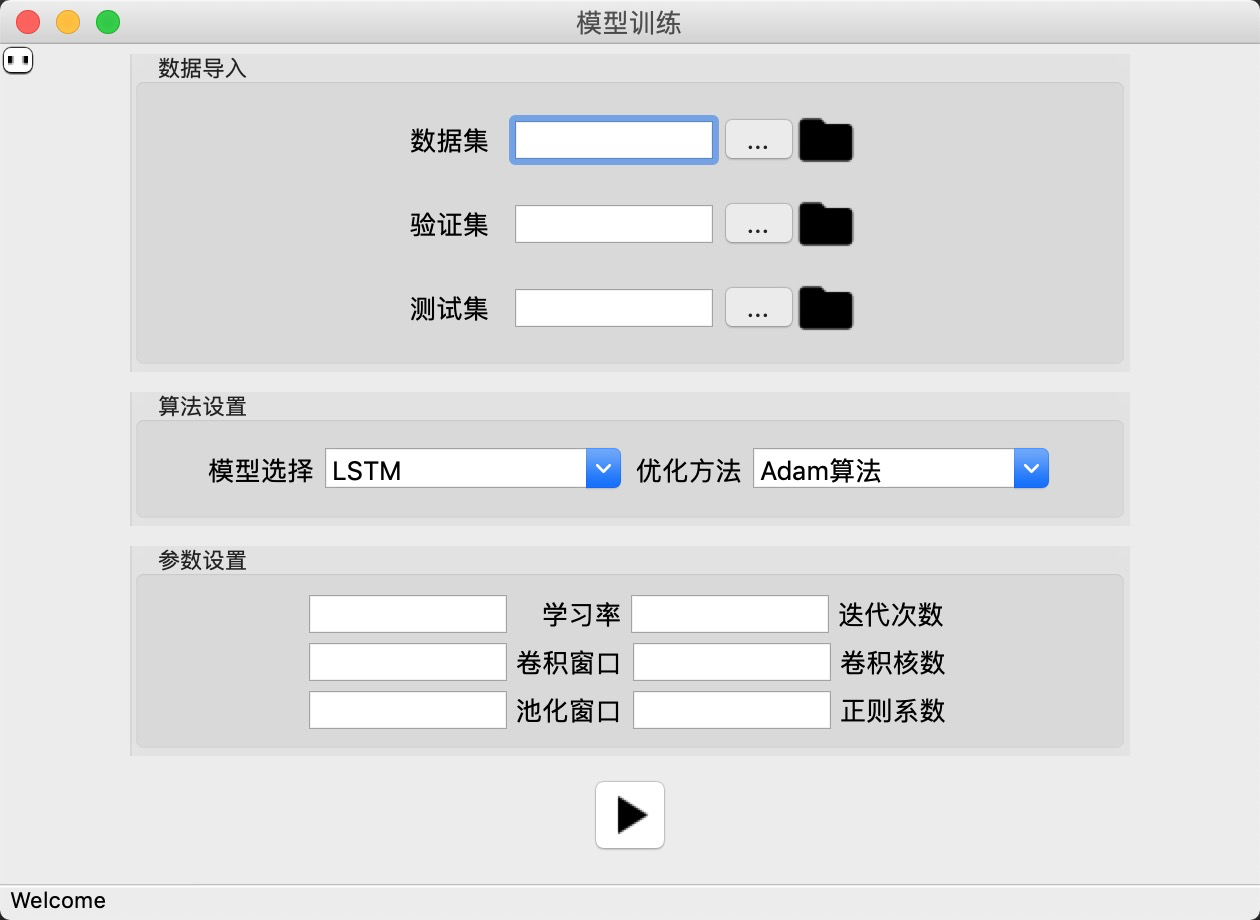 模型训练
数据导入
数据集 ...
验证集 ...
测试集 ...
算法设置
模型选择 LSTM 优化方法 Adam算法
参数设置
学习率 迭代次数
卷积窗口 卷积核数
池化窗口 正则系数
Welcome